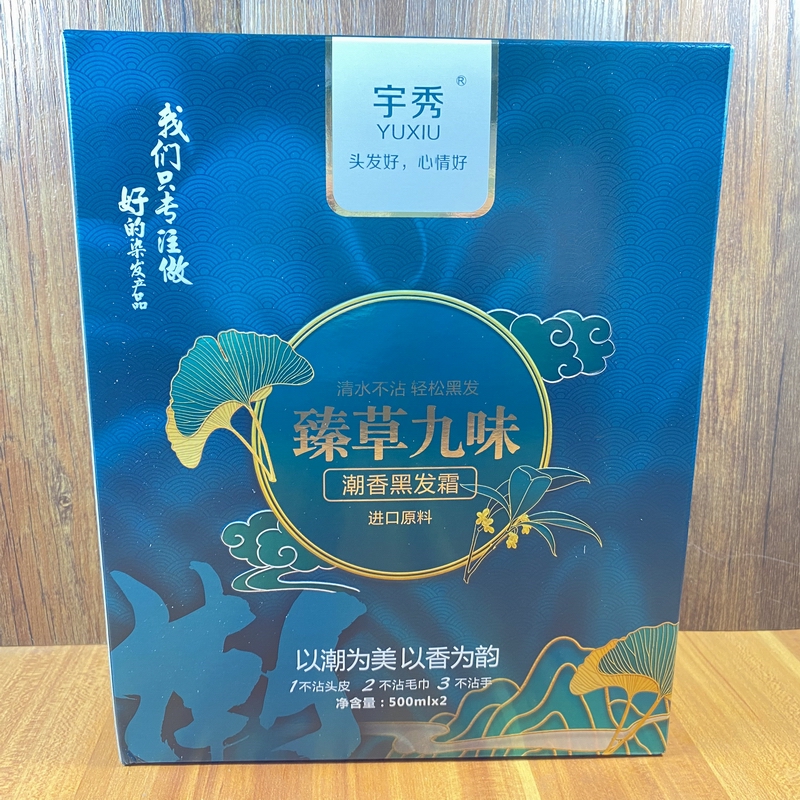 宇秀®
YUXIU
头发好，心情好
我们只专注做
好的染发产品
清水不沾 轻松黑发
臻草九味
潮香黑发霜
进口原料
潮
以潮为美 以香为韵
1不沾头皮 2不沾毛巾 3不沾手
净含量：500mlx2